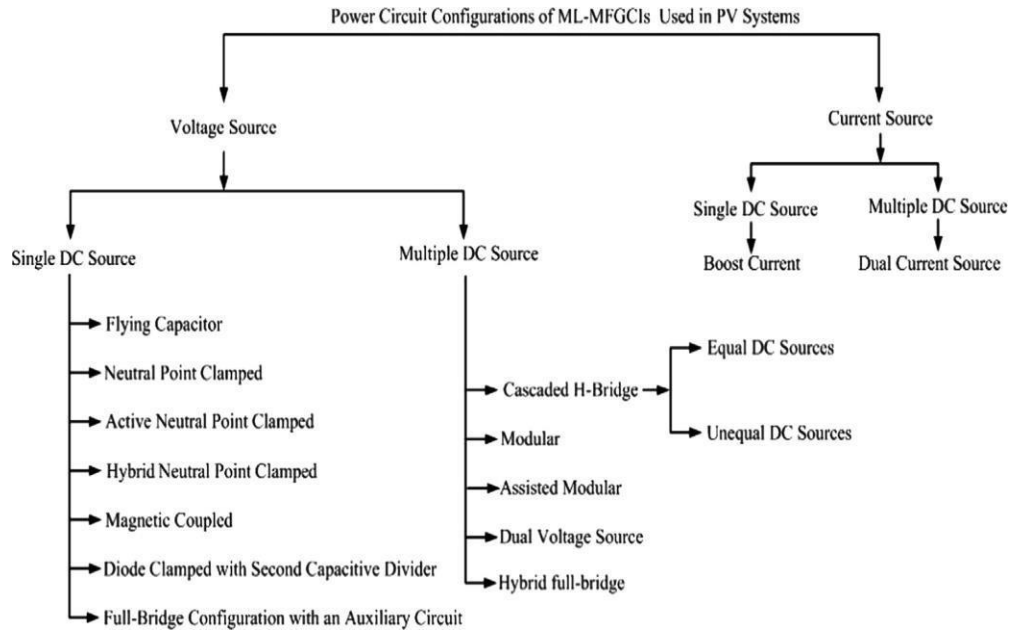 Power Circuit Configurations of ML-MFGCIs Used in PV Systems
Voltage Source
Current Source
Single DC Source
Multiple DC Source
Boost Current
Dual Current Source
Single DC Source
Multiple DC Source
Flying Capacitor
Neutral Point Clamped
Active Neutral Point Clamped
Hybrid Neutral Point Clamped
Magnetic Coupled
Diode Clamped with Second Capacitive Divider
Full-Bridge Configuration with an Auxiliary Circuit
Cascaded H-Bridge
Equal DC Sources
Unequal DC Sources
Modular
Assisted Modular
Dual Voltage Source
Hybrid full-bridge